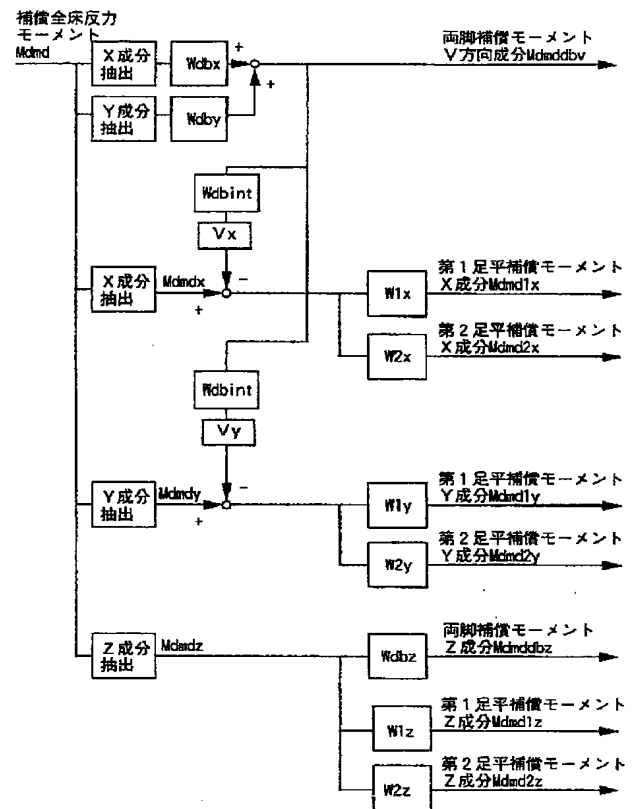 補償全床反力
モーメント
Mdmd
X成分
抽出
Wdbx
+
+
両脚補償モーメント
V方向成分Mdmddbv
Y成分
抽出
Wdby
Wdbint
Vx
-
X成分
抽出
Mdmdx
+
W1x
第1足平補償モーメント
X成分Mdmd1x
W2x
第2足平補償モーメント
X成分Mdmd2x
Wdbint
Vy
-
Y成分
抽出
Mdmdy
+
W1y
第1足平補償モーメント
Y成分Mdmd1y
W2y
第2足平補償モーメント
Y成分Mdmd2y
Z成分
抽出
Mdmdz
Wdbz
両脚補償モーメント
Z成分Mdmddbz
W1z
第1足平補償モーメント
Z成分Mdmd1z
W2z
第2足平補償モーメント
Z成分Mdmd2z